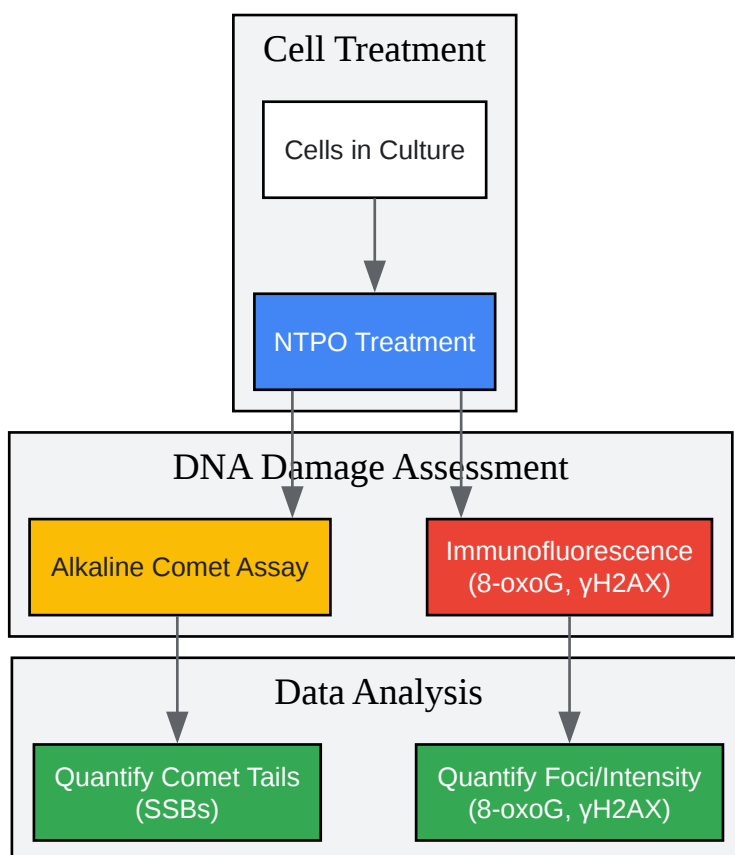 Cell Treatment
Cells in Culture
NTPO Treatment
DNA Damage Assessment
Alkaline Comet Assay
Immunofluorescence
(8-oxoG, γH2AX)
Data Analysis
Quantify Comet Tails
(SSBs)
Quantify Foci/Intensity
(8-oxoG, γH2AX)